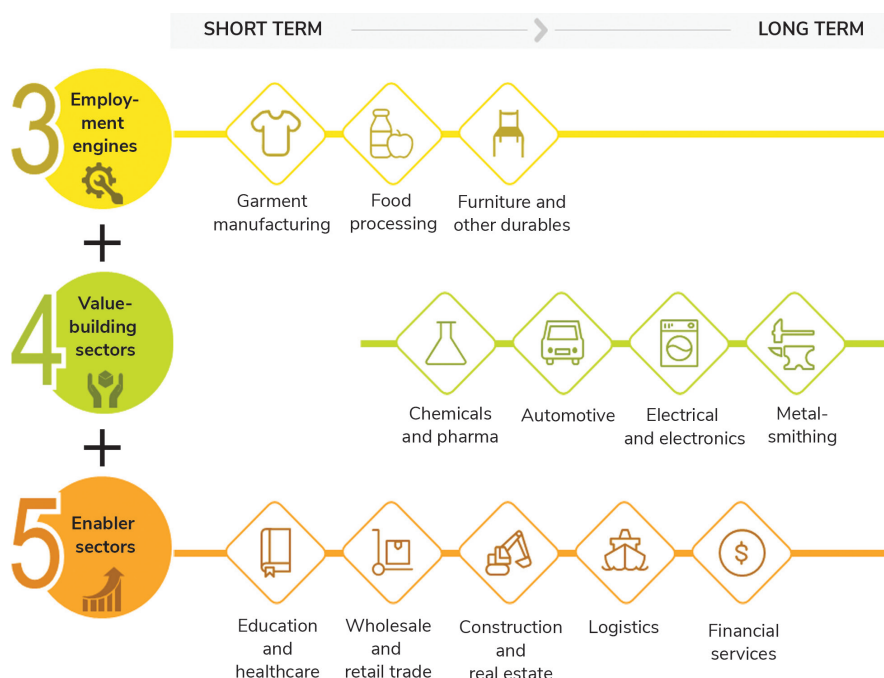 SHORT TERM
LONG TERM
3
Employ-
ment
engines
Garment
manufacturing
Food
processing
Furniture and
other durables
+
4
Value-
building
sectors
Chemicals
and pharma
Automotive
Electrical
and electronics
Metal-
smithing
+
5
Enabler
sectors
$
Education
and
healthcare
Wholesale
and
retail trade
Construction
and
real estate
Logistics
Financial
services